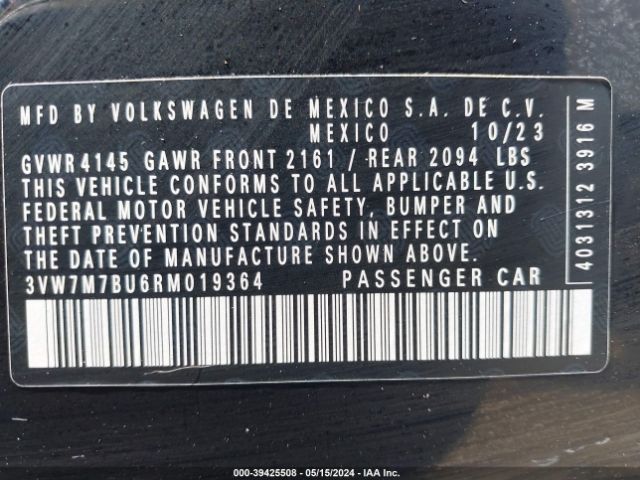 MFD BY VOLKSWAGEN DE MEXICO S.A. DE C.V.
MEXICO 10/23
GVWR 4145 GAWR FRONT 2161 / REAR 2094 LBS
THIS VEHICLE CONFORMS TO ALL APPLICABLE U.S.
FEDERAL MOTOR VEHICLE SAFETY, BUMPER AND
THEFT PREVENTION STANDARDS IN EFFECT ON
THE DATE OF MANUFACTURE SHOWN ABOVE.
3VW7M7BU6RM019364 PASSENGER CAR
4031312 3916 M
000-39425508 - 05/15/2024 - IAA Inc.